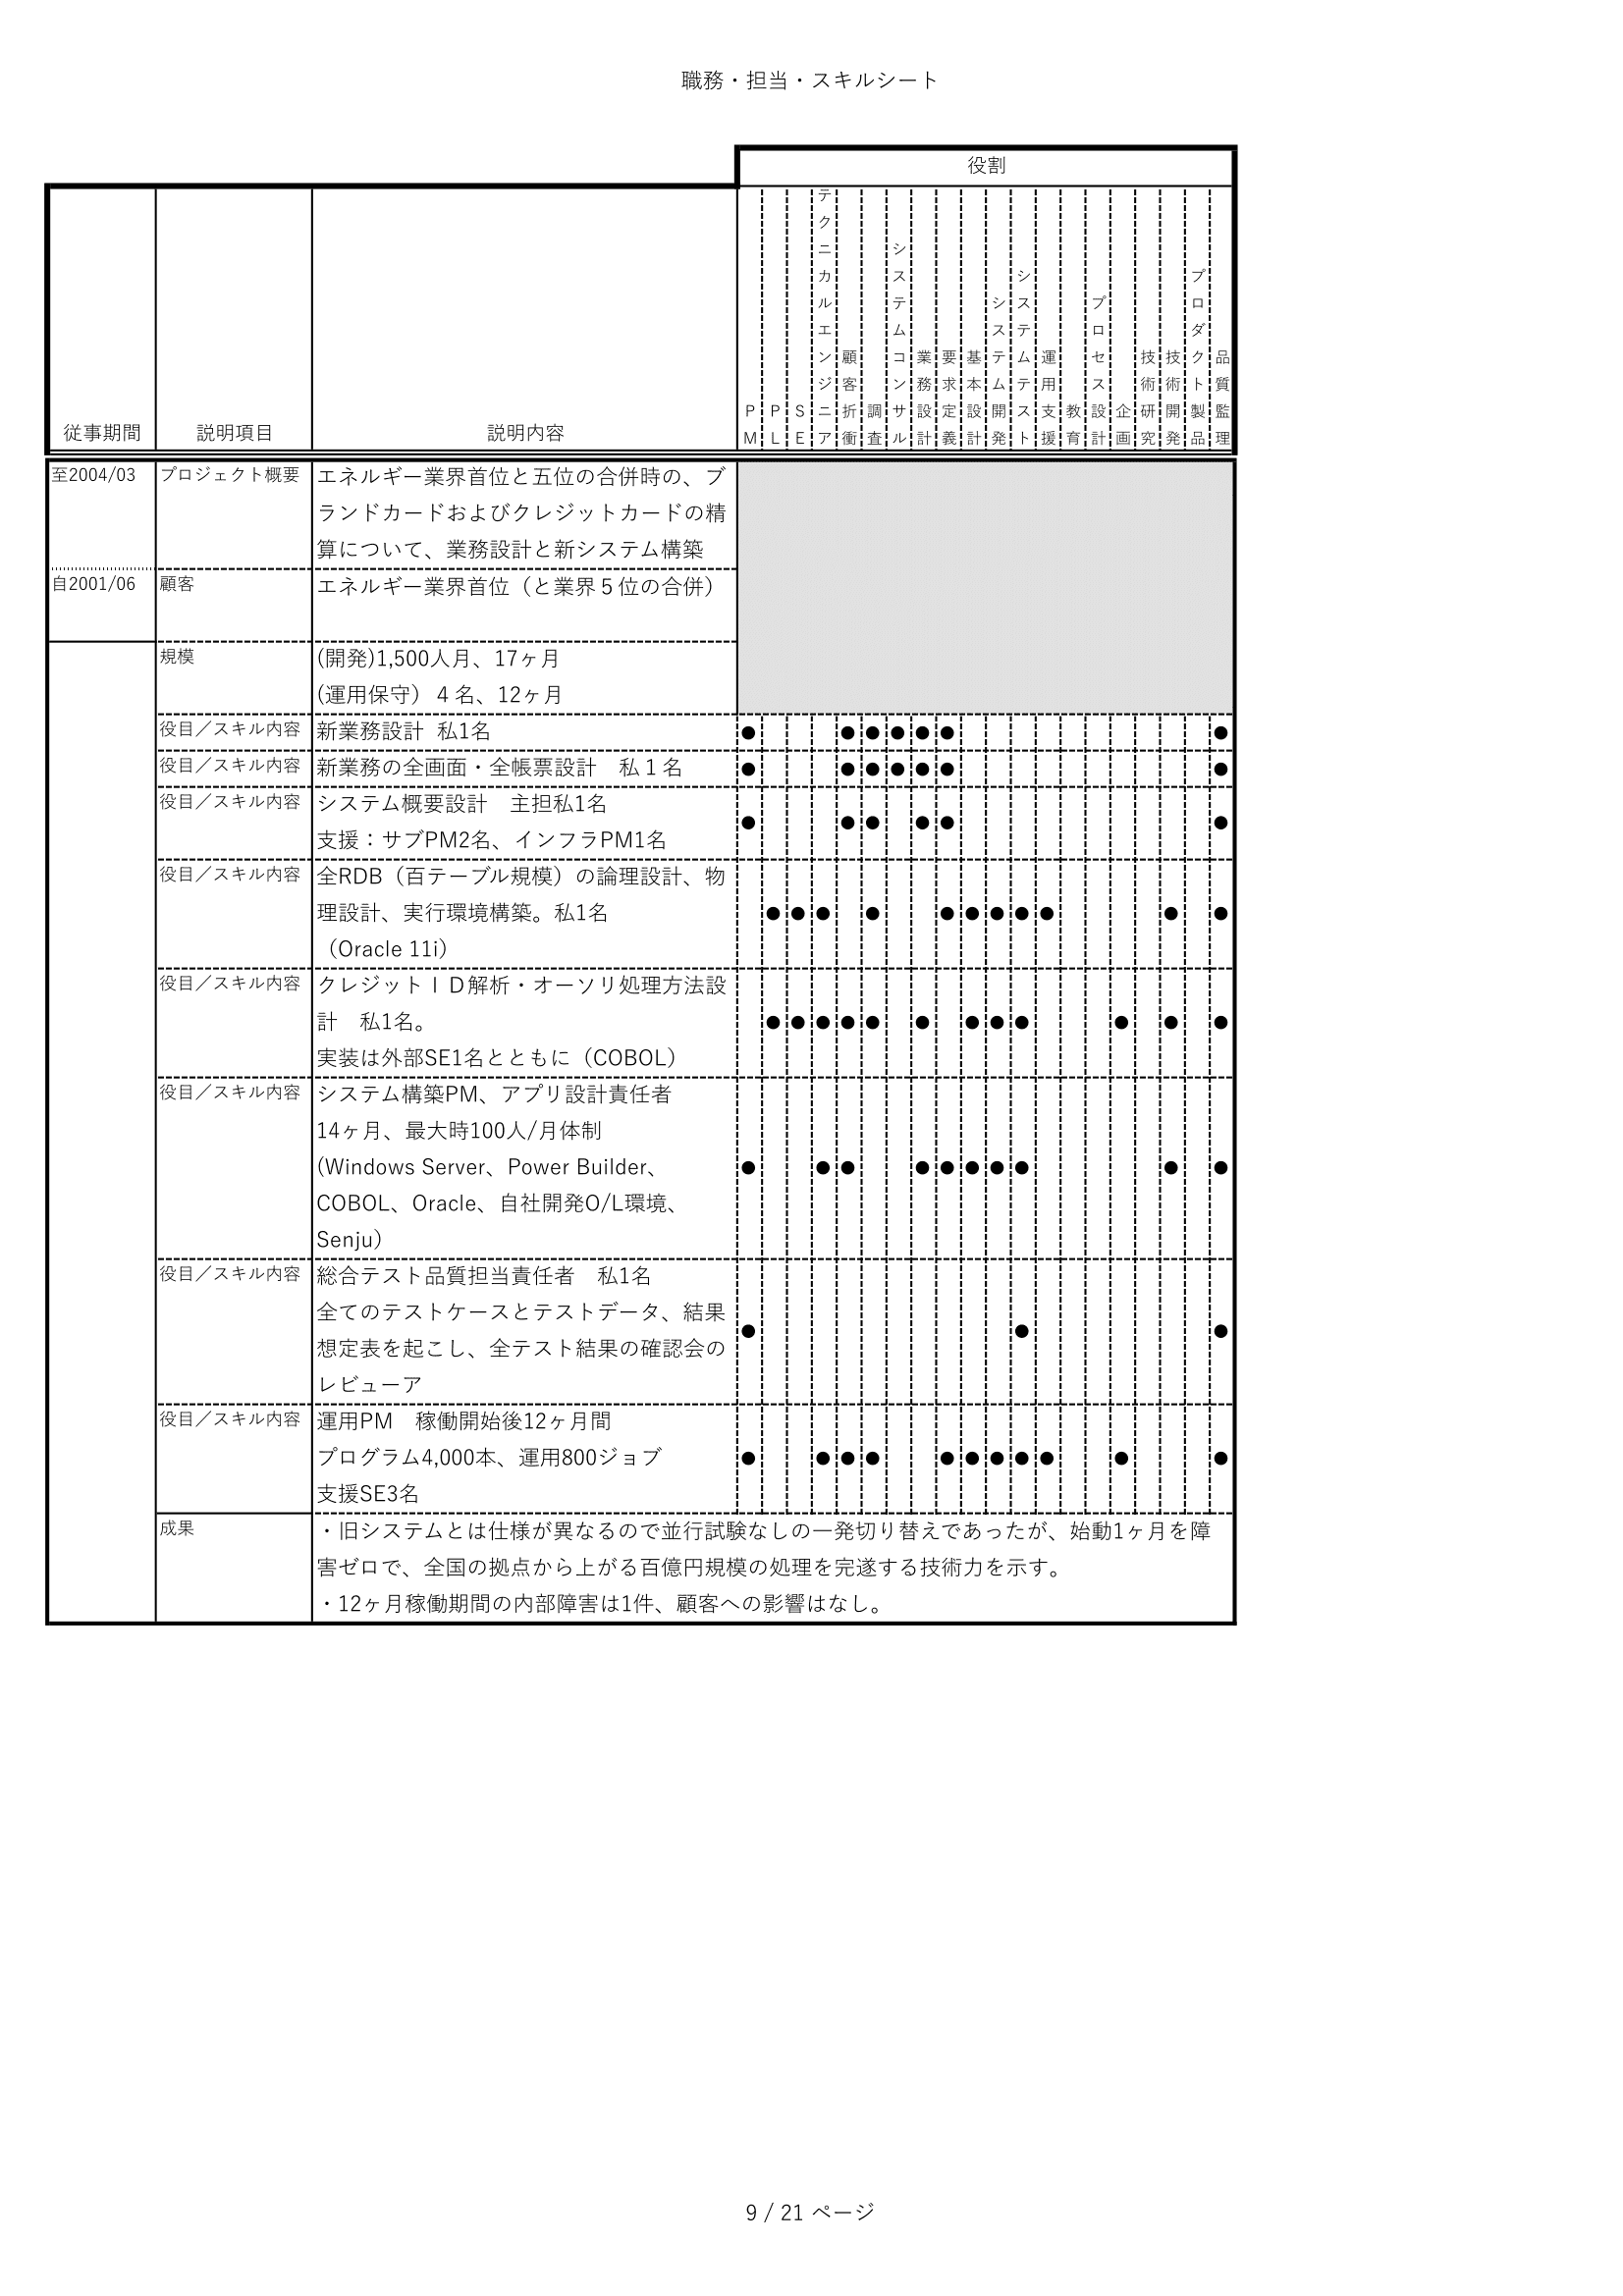 職務・担当・スキルシート
役割
従事期間 説明項目 説明内容 PM PL SE テクニカルエンジニア 顧客折衝 調査 システムコンサル 業務設計 要求定義 基本設計 システム開発 システムテスト 運用支援 教育 プロセス設計 企画 技術研究 技術開発 プロダクト製品 品質監理
至2004/03 プロジェクト概要 エネルギー業界首位と五位の合併時の、ブ
ランドカードおよびクレジットカードの精
算について、業務設計と新システム構築
自2001/06 顧客 エネルギー業界首位（と業界５位の合併）
規模 (開発)1,500人月、17ヶ月
(運用保守）４名、12ヶ月
役目／スキル内容 新業務設計 私1名 ● ● ● ● ● ● ●
役目／スキル内容 新業務の全画面・全帳票設計　私１名 ● ● ● ● ● ● ●
役目／スキル内容 システム概要設計　主担私1名
支援：サブPM2名、インフラPM1名 ● ● ● ● ● ●
役目／スキル内容 全RDB（百テーブル規模）の論理設計、物
理設計、実行環境構築。私1名 ● ● ● ● ● ● ● ● ● ● ●
（Oracle 11i）
役目／スキル内容 クレジットＩＤ解析・オーソリ処理方法設
計　私1名。 ● ● ● ● ● ● ● ● ● ● ● ●
実装は外部SE1名とともに（COBOL）
役目／スキル内容 システム構築PM、アプリ設計責任者
14ヶ月、最大時100人/月体制
(Windows Server、Power Builder、 ● ● ● ● ● ● ● ● ● ●
COBOL、Oracle、自社開発O/L環境、
Senju）
役目／スキル内容 総合テスト品質担当責任者　私1名
全てのテストケースとテストデータ、結果
想定表を起こし、全テスト結果の確認会の ● ● ●
レビューア
役目／スキル内容 運用PM　稼働開始後12ヶ月間
プログラム4,000本、運用800ジョブ ● ● ● ● ● ● ● ● ● ● ●
支援SE3名
成果 ・旧システムとは仕様が異なるので並行試験なしの一発切り替えであったが、始動1ヶ月を障
害ゼロで、全国の拠点から上がる百億円規模の処理を完遂する技術力を示す。
・12ヶ月稼働期間の内部障害は1件、顧客への影響はなし。
9 / 21 ページ